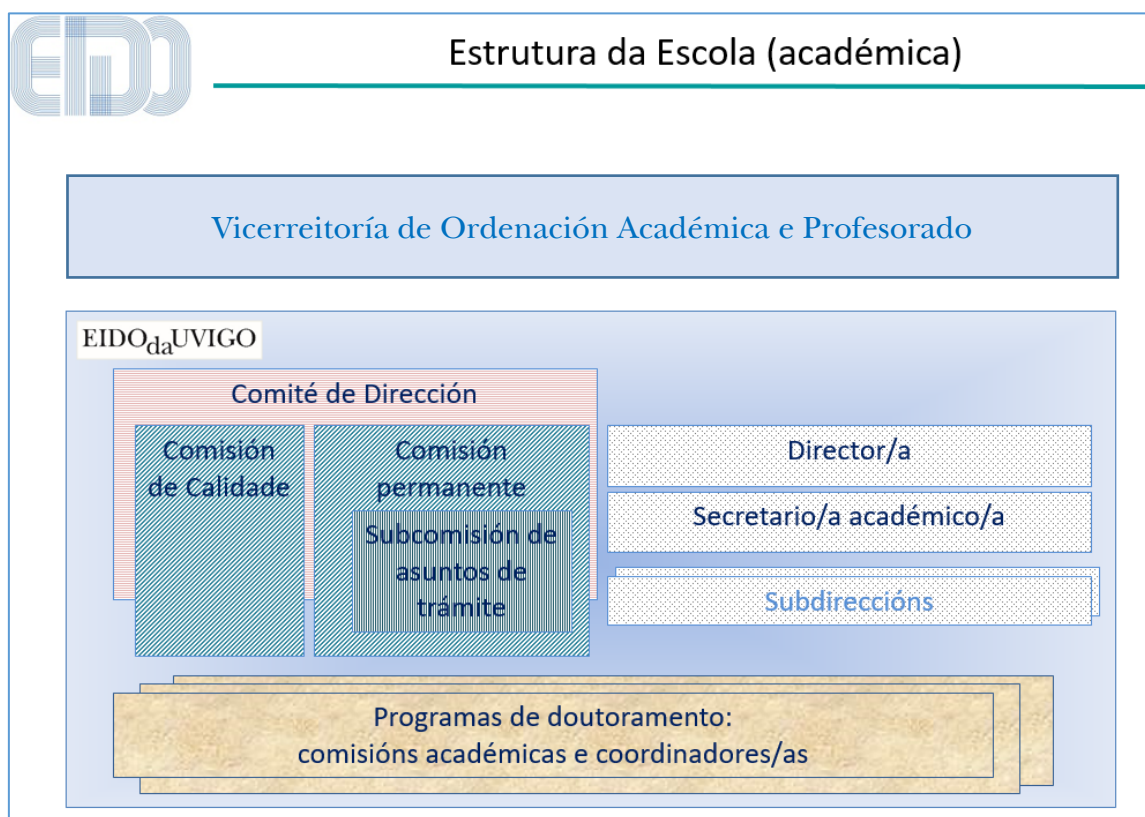 EIDO
Estrutura da Escola (académica)
Vicerreitoría de Ordenación Académica e Profesorado
EIDOdaUVIGO
Comité de Dirección
Comisión
de Calidade
Comisión
permanente
Subcomisión de
asuntos de
trámite
Director/a
Secretario/a académico/a
Subdireccións
Programas de doutoramento:
comisións académicas e coordinadores/as